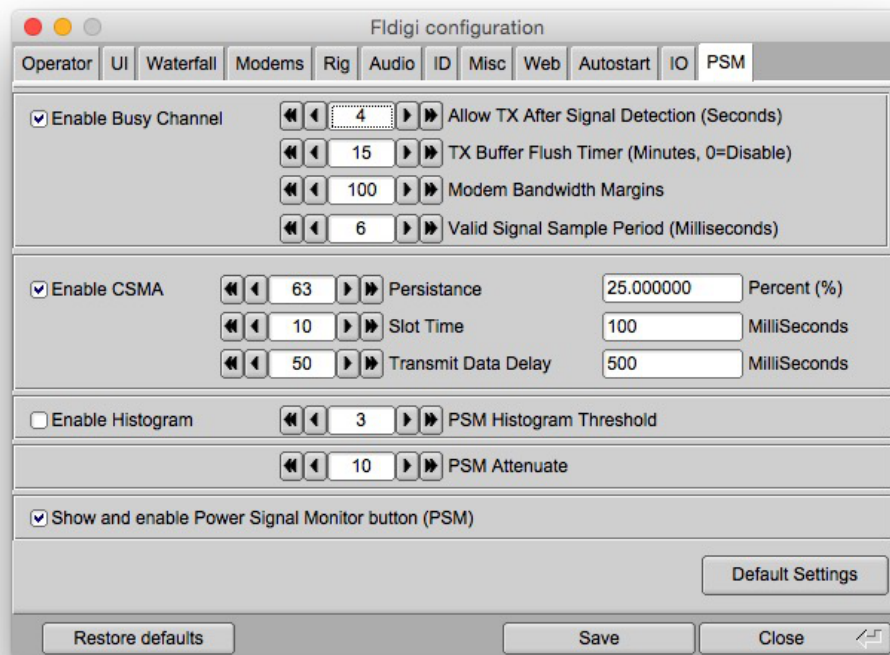 Fldigi configuration
Operator UI Waterfall Modems Rig Audio ID Misc Web Autostart IO PSM
Enable Busy Channel 4 Allow TX After Signal Detection (Seconds)
15 TX Buffer Flush Timer (Minutes, 0=Disable)
100 Modem Bandwidth Margins
6 Valid Signal Sample Period (Milliseconds)
Enable CSMA 63 Persistance 25.000000 Percent (%)
10 Slot Time 100 MilliSeconds
50 Transmit Data Delay 500 MilliSeconds
Enable Histogram 3 PSM Histogram Threshold
10 PSM Attenuate
Show and enable Power Signal Monitor button (PSM)
Default Settings
Restore defaults Save Close